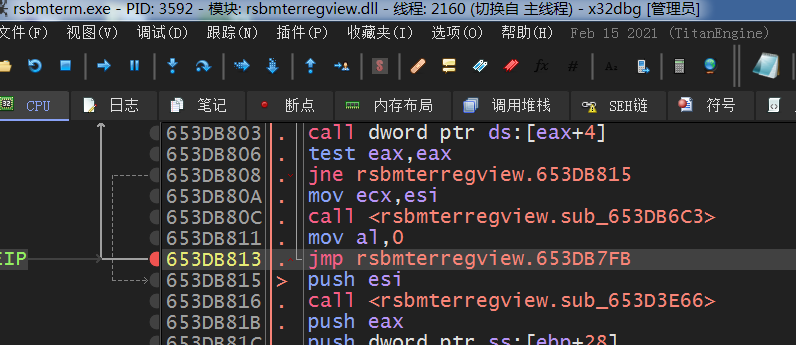 rsbmterm.exe - PID: 3592 - 模块: rsbmterregview.dll - 线程: 2160 (切换自 主线程) - x32dbg [管理员]
文件(F) 视图(V) 调试(D) 跟踪(N) 插件(P) 收藏夹(I) 选项(O) 帮助(H) Feb 15 2021 (TitanEngine)
CPU 日志 笔记 断点 内存布局 调用堆栈 SEH链 符号
653DB803 . call dword ptr ds:[eax+4]
653DB806 . test eax,eax
653DB808 . jne rsbmterregview.653DB815
653DB80A . mov ecx,esi
653DB80C . call <rsbmterregview.sub_653DB6C3>
653DB811 . mov al,0
EIP 653DB813 . jmp rsbmterregview.653DB7FB
653DB815 > push esi
653DB816 . call <rsbmterregview.sub_653D3E66>
653DB81B . push eax
653DB81C . push dword ptr ss:[ebp+28]